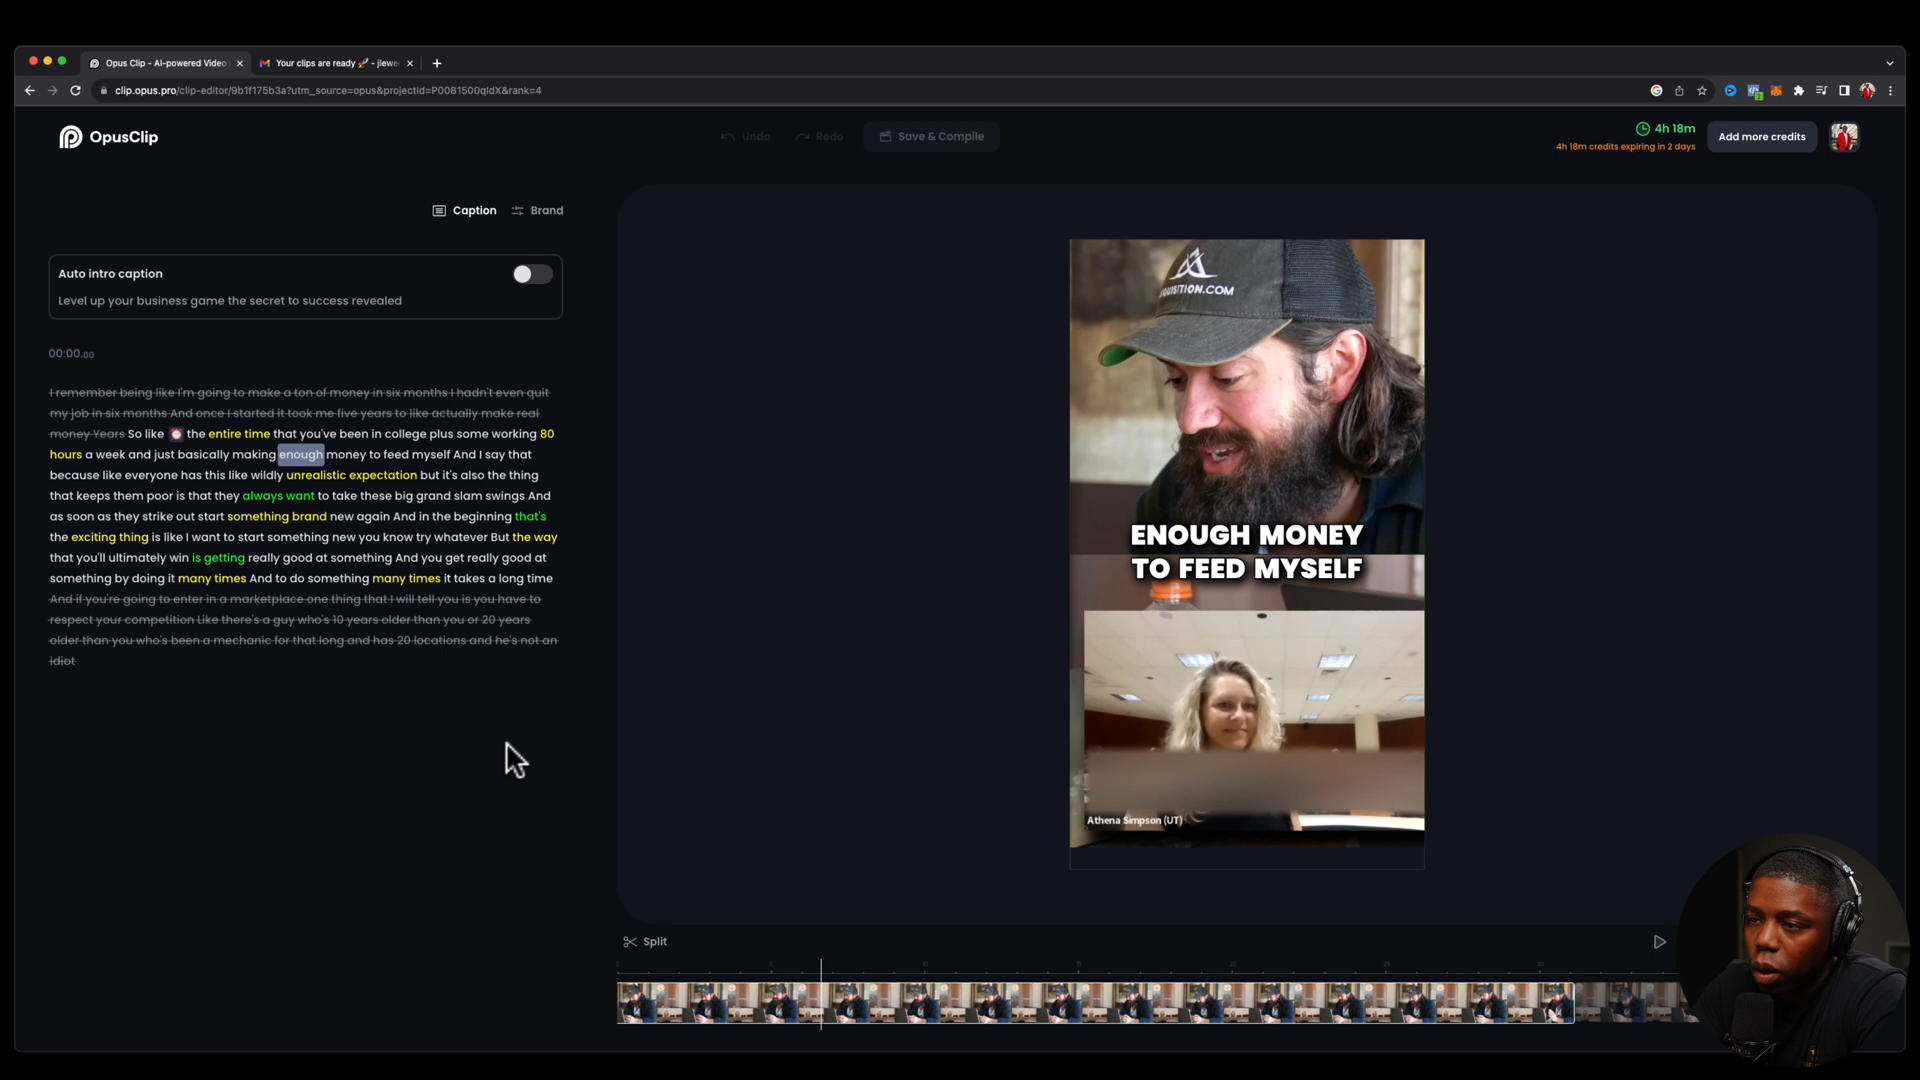 Opus Clip - AI-powered Video
Your clips are ready 🚀 - jlewe
clip.opus.pro/clip-editor/9b1f175b3a?utm_source=opus&projectid=P0081500qldX&rank=4
OpusClip
Undo
Redo
Save & Compile
4h 18m
4h 18m credits expiring in 2 days
Add more credits
Caption
Brand
Auto intro caption
Level up your business game the secret to success revealed
00:00.00
I remember being like I'm going to make a ton of money in six months I hadn't even quit
my job in six months And once I started it took me five years to like actually make real
money Years So like ⏰ the entire time that you've been in college plus some working 80
hours a week and just basically making enough money to feed myself And I say that
because like everyone has this like wildly unrealistic expectation but it's also the thing
that keeps them poor is that they always want to take these big grand slam swings And
as soon as they strike out start something brand new again And in the beginning that's
the exciting thing is like I want to start something new you know try whatever But the way
that you'll ultimately win is getting really good at something And you get really good at
something by doing it many times And to do something many times it takes a long time
And if you're going to enter in a marketplace one thing that I will tell you is you have to
respect your competition Like there's a guy who's 10 years older than you or 20 years
older than you who's been a mechanic for that long and has 20 locations and he's not an
idiot
QUISITION.COM
ENOUGH MONEY
TO FEED MYSELF
Athena Simpson (UT)
Split
0 5 10 15 20 25 30